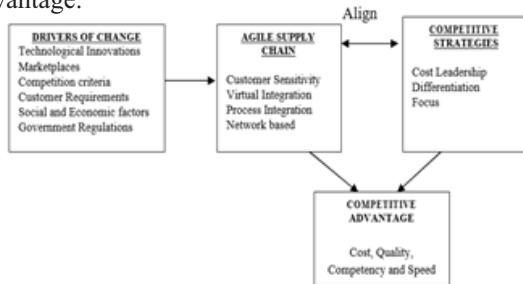 vantage.
Align
DRIVERS OF CHANGE
Technological Innovations
Marketplaces
Competition criteria
Customer Requirements
Social and Economic factors
Government Regulations
AGILE SUPPLY
CHAIN
Customer Sensitivity
Virtual Integration
Process Integration
Network based
COMPETITIVE
STRATEGIES
Cost Leadership
Differentiation
Focus
COMPETITIVE
ADVANTAGE
Cost, Quality,
Competency and Speed